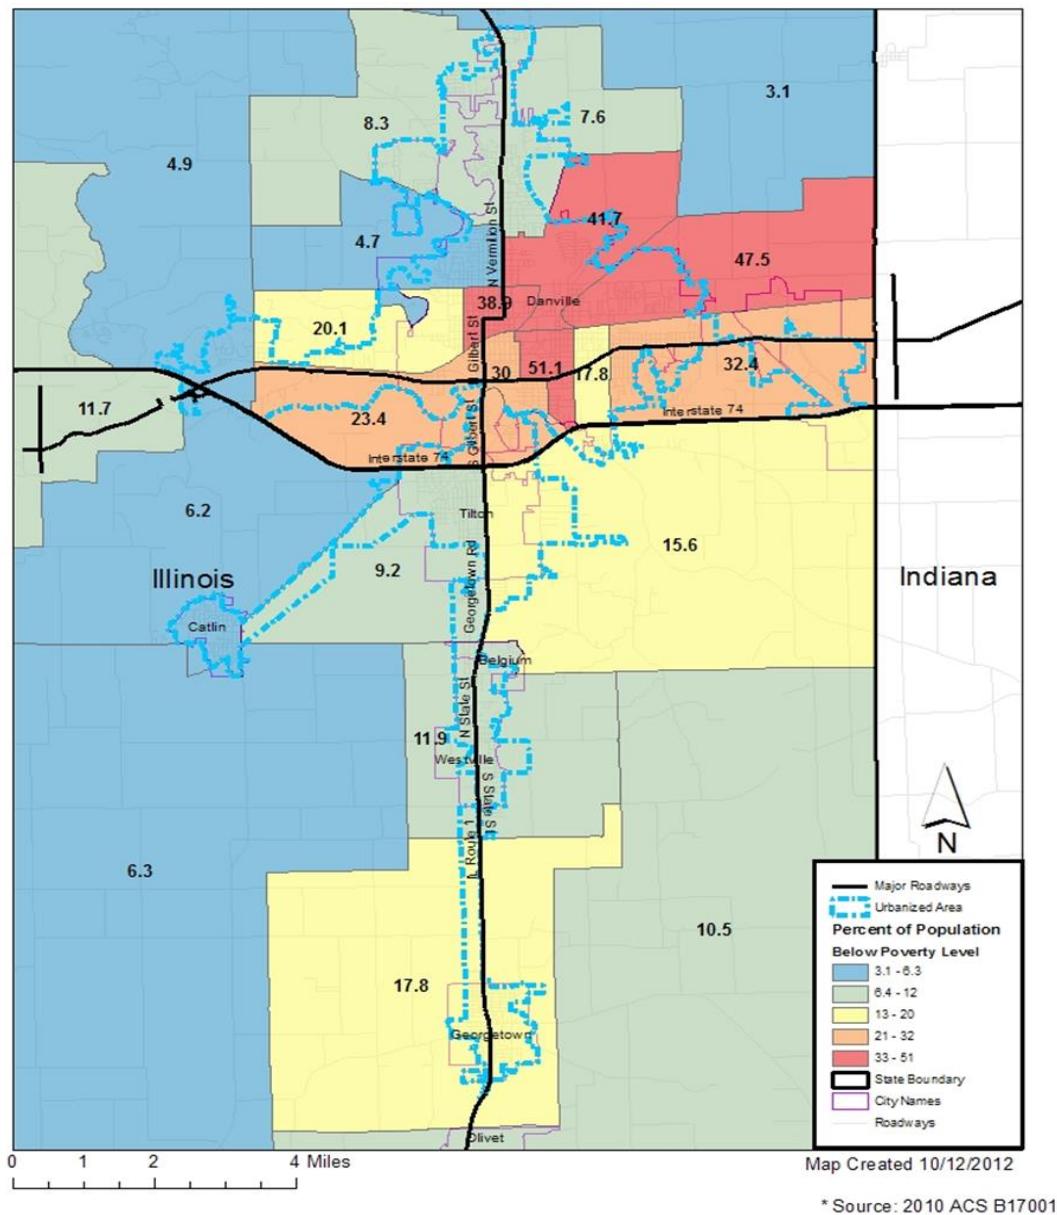 3.1
8.3
7.6
4.9
N Vermilion St
41.7
4.7
47.5
38.9
Danville
20.1
Gilbert St
30
51.1
17.8
32.4
11.7
23.4
S Gilbert St
Interstate 74
Interstate 74
6.2
Tilton
15.6
9.2
Georgetown Rd
Illinois
Indiana
Catlin
Belgium
N State St
11.9
Westville
S State St
IL Route 1
6.3
N
10.5
17.8
Georgetown
Olivet
Major Roadways
Urbanized Area
Percent of Population
Below Poverty Level
3.1 - 6.3
6.4 - 12
13 - 20
21 - 32
33 - 51
State Boundary
City Names
Roadways
0 1 2 4 Miles
Map Created 10/12/2012
* Source: 2010 ACS B17001